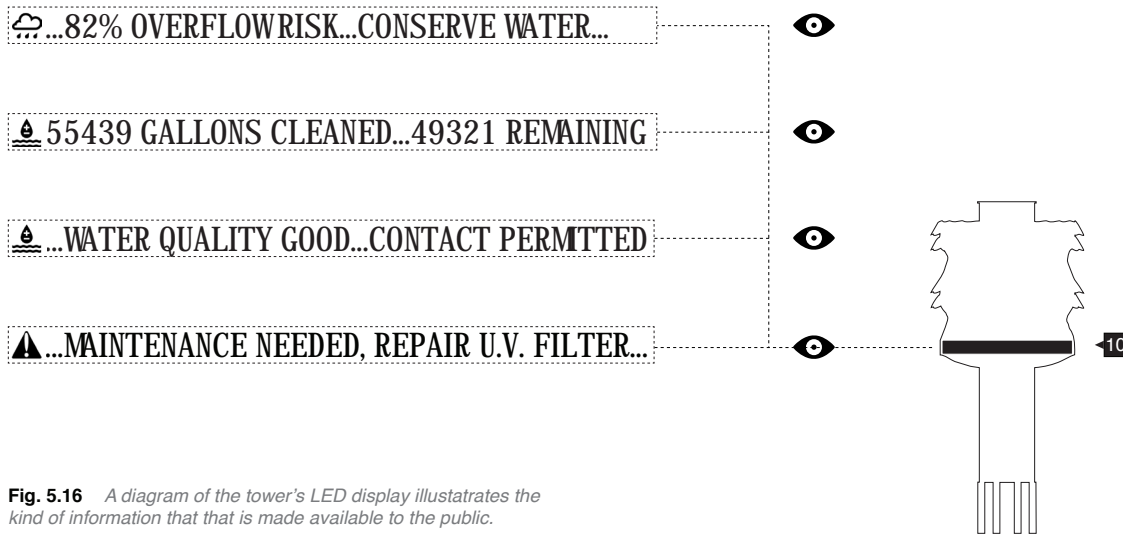 ...82% OVERFLOW RISK...CONSERVE WATER...
55439 GALLONS CLEANED...49321 REMAINING
...WATER QUALITY GOOD...CONTACT PERMITTED
...MAINTENANCE NEEDED, REPAIR U.V. FILTER...
10
Fig. 5.16 A diagram of the tower's LED display illustatrates the
kind of information that that is made available to the public.